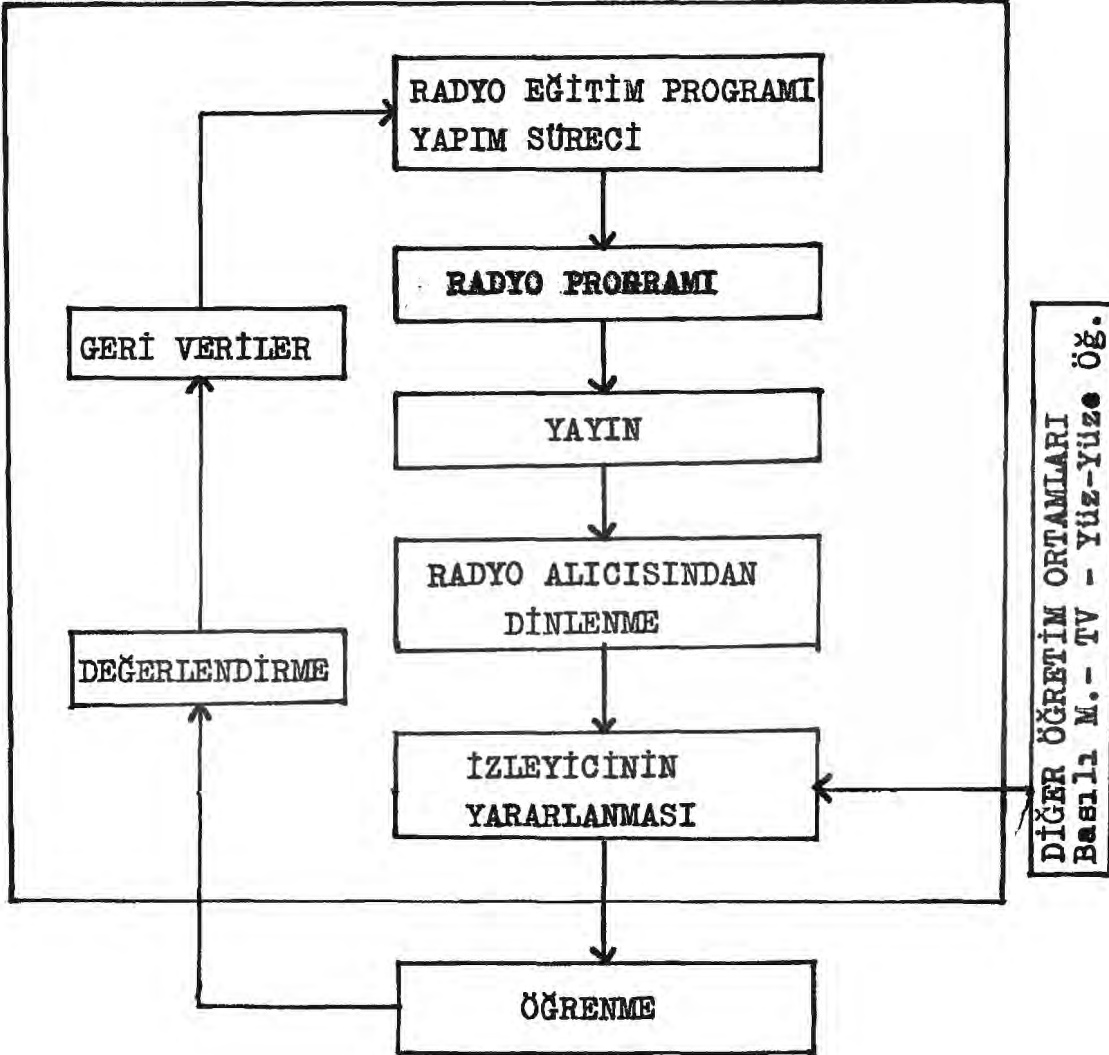 RADYO EĞİTİM PROGRAMI
YAPIM SÜRECİ
RADYO PROGRAMI
GERİ VERİLER
YAYIN
RADYO ALICISINDAN
DİNLENME
DEĞERLENDİRME
İZLEYİCİNİN
YARARLANMASI
ÖĞRENME
DİĞER ÖĞRETİM ORTAMLARI
Basılı M.- TV - Yüz-Yüze Öğ.